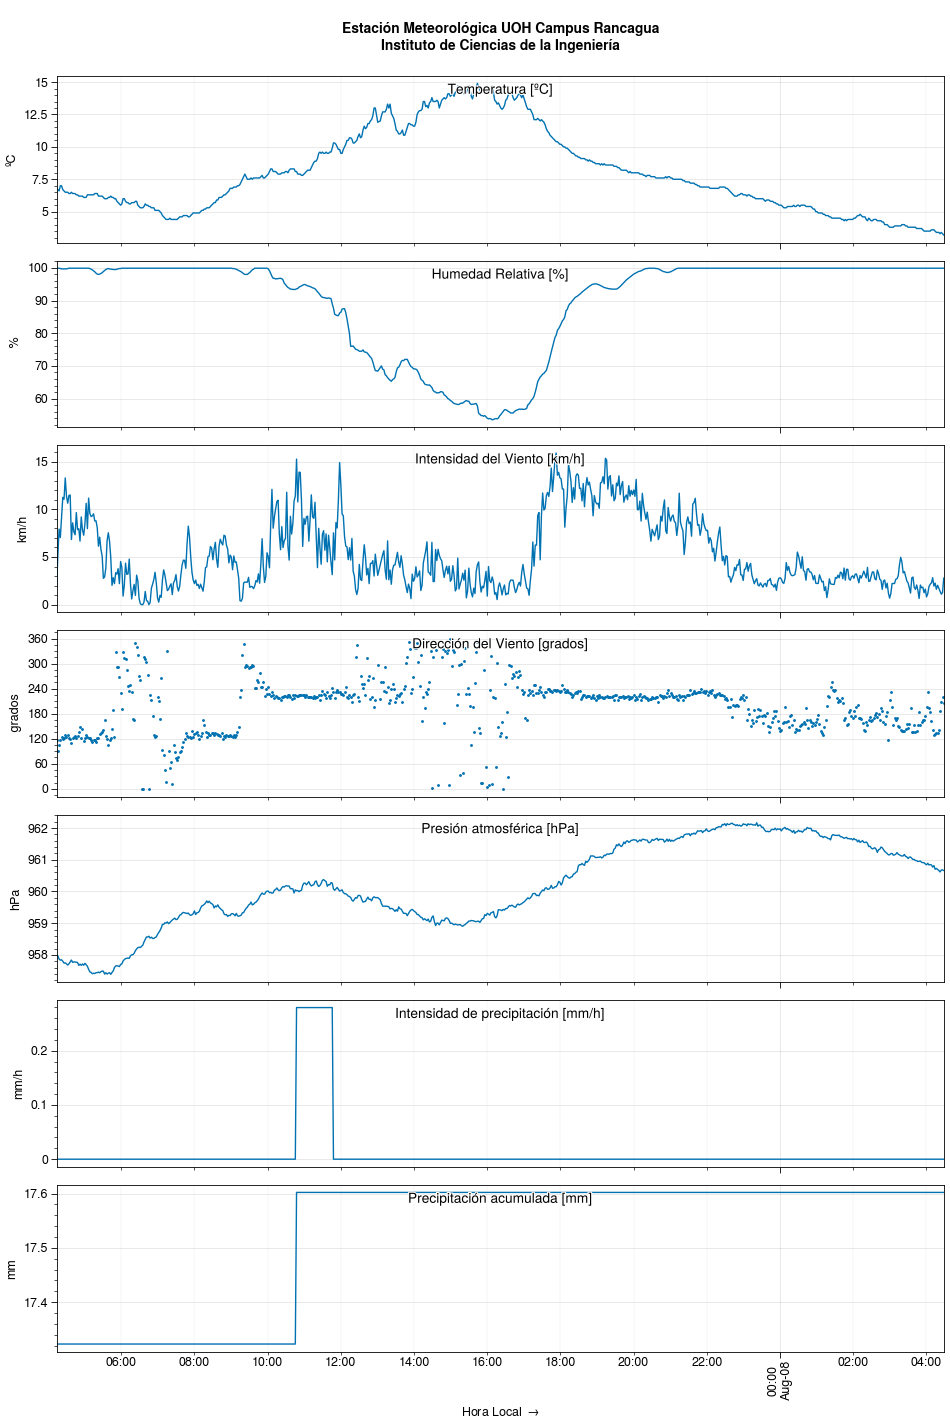 Estación Meteorológica UOH Campus Rancagua
Instituto de Ciencias de la Ingeniería
Temperatura [ºC]
ºC
15
12.5
10
7.5
5
Humedad Relativa [%]
%
100
90
80
70
60
Intensidad del Viento [km/h]
km/h
15
10
5
0
Dirección del Viento [grados]
grados
360
300
240
180
120
60
0
Presión atmosférica [hPa]
hPa
962
961
960
959
958
Intensidad de precipitación [mm/h]
mm/h
0.2
0.1
0
Precipitación acumulada [mm]
mm
17.6
17.5
17.4
06:00 08:00 10:00 12:00 14:00 16:00 18:00 20:00 22:00 00:00 02:00 04:00
Aug-08
Hora Local →